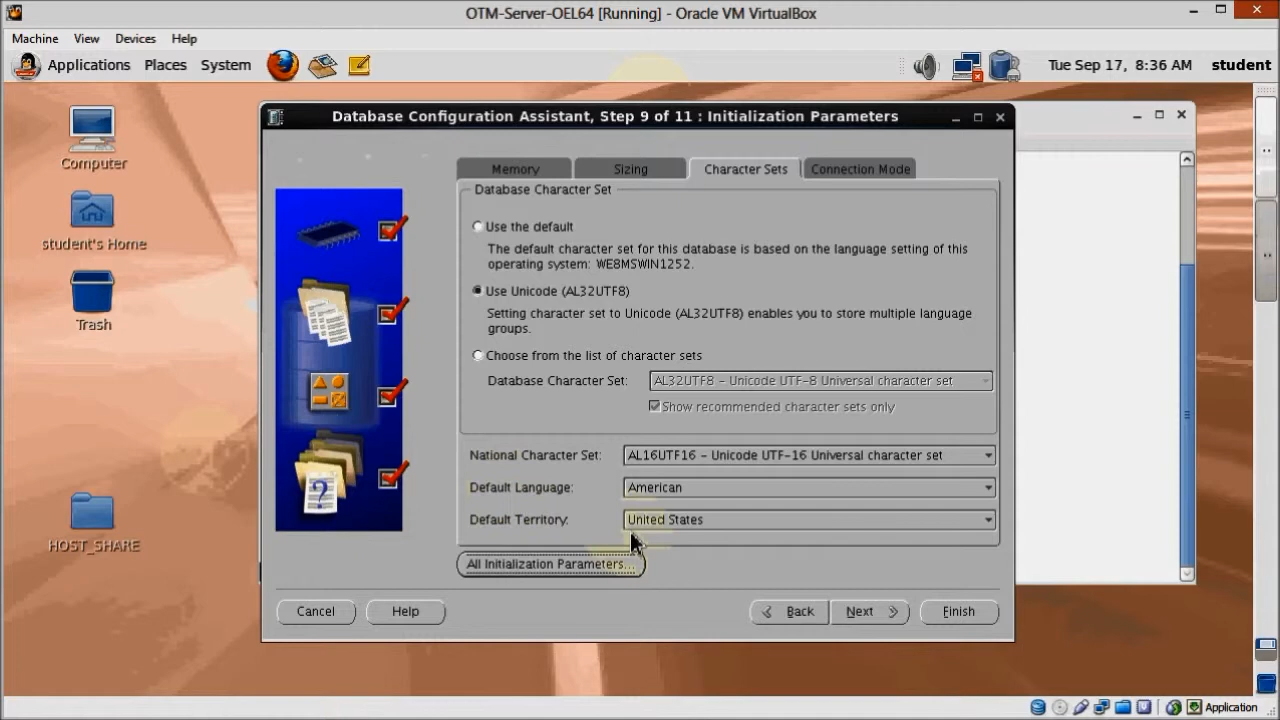 OTM-Server-OEL64 [Running] - Oracle VM VirtualBox
Machine View Devices Help
Applications Places System Tue Sep 17, 8:36 AM student
Computer
student's Home
Trash
HOST_SHARE
Database Configuration Assistant, Step 9 of 11 : Initialization Parameters
Memory Sizing Character Sets Connection Mode
Database Character Set
Use the default
The default character set for this database is based on the language setting of this
operating system: WE8MSWIN1252.
Use Unicode (AL32UTF8)
Setting character set to Unicode (AL32UTF8) enables you to store multiple language
groups.
Choose from the list of character sets
Database Character Set: AL32UTF8 - Unicode UTF-8 Universal character set
Show recommended character sets only
National Character Set: AL16UTF16 - Unicode UTF-16 Universal character set
Default Language: American
Default Territory: United States
All Initialization Parameters...
Cancel Help Back Next Finish
Application